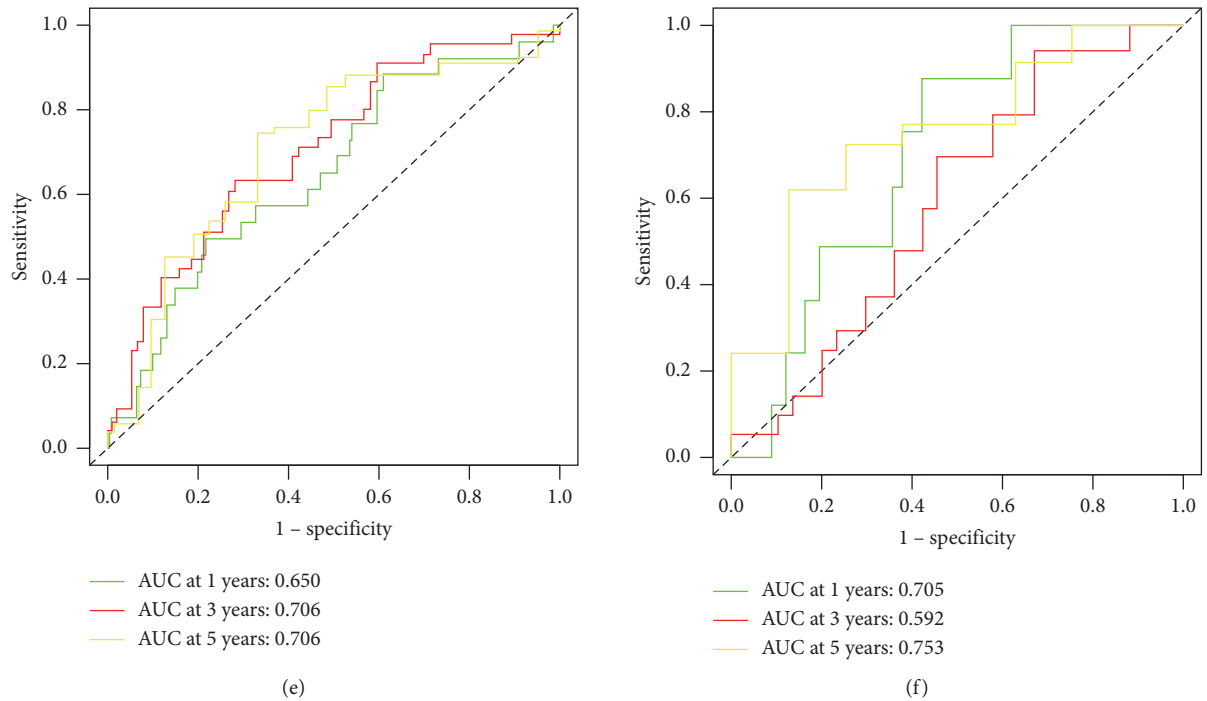 1.0
0.8
0.6
0.4
0.2
0.0
Sensitivity
0.0 0.2 0.4 0.6 0.8 1.0
1 – specificity
AUC at 1 years: 0.650
AUC at 3 years: 0.706
AUC at 5 years: 0.706
(e)
1.0
0.8
0.6
0.4
0.2
0.0
Sensitivity
0.0 0.2 0.4 0.6 0.8 1.0
1 – specificity
AUC at 1 years: 0.705
AUC at 3 years: 0.592
AUC at 5 years: 0.753
(f)